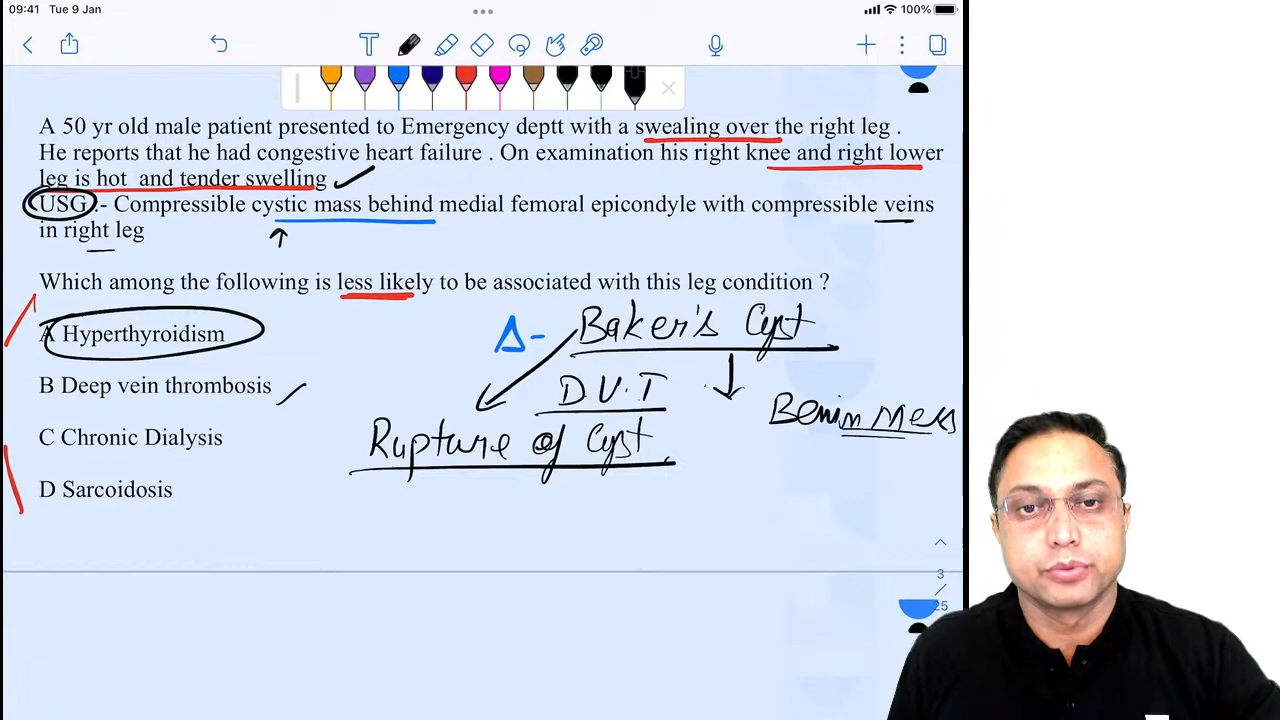 09:41 Tue 9 Jan
100%
A 50 yr old male patient presented to Emergency deptt with a swealing over the right leg .
He reports that he had congestive heart failure . On examination his right knee and right lower
leg is hot and tender swelling
USG :- Compressible cystic mass behind medial femoral epicondyle with compressible veins
in right leg
Which among the following is less likely to be associated with this leg condition ?
A Hyperthyroidism
Δ- Baker's Cyst
B Deep vein thrombosis
D.V.T
Benign Mass
C Chronic Dialysis
Rupture of Cyst
D Sarcoidosis
3
/
25